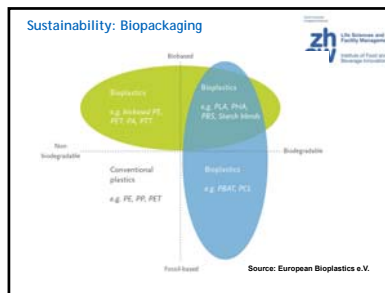 Sustainability: Biopackaging
zh
Life Sciences and
Facility Management
Institute of Food and
Beverage Innovation
Biobased
Bioplastics
e.g. biobased PE,
PET, PA, PTT
Bioplastics
e.g. PLA, PHA,
PBS, Starch blends
Non
biodegradable
Biodegradable
Conventional
plastics
e.g. PE, PP, PET
Bioplastics
e.g. PBAT, PCL
Fossil-based
Source: European Bioplastics e.V.